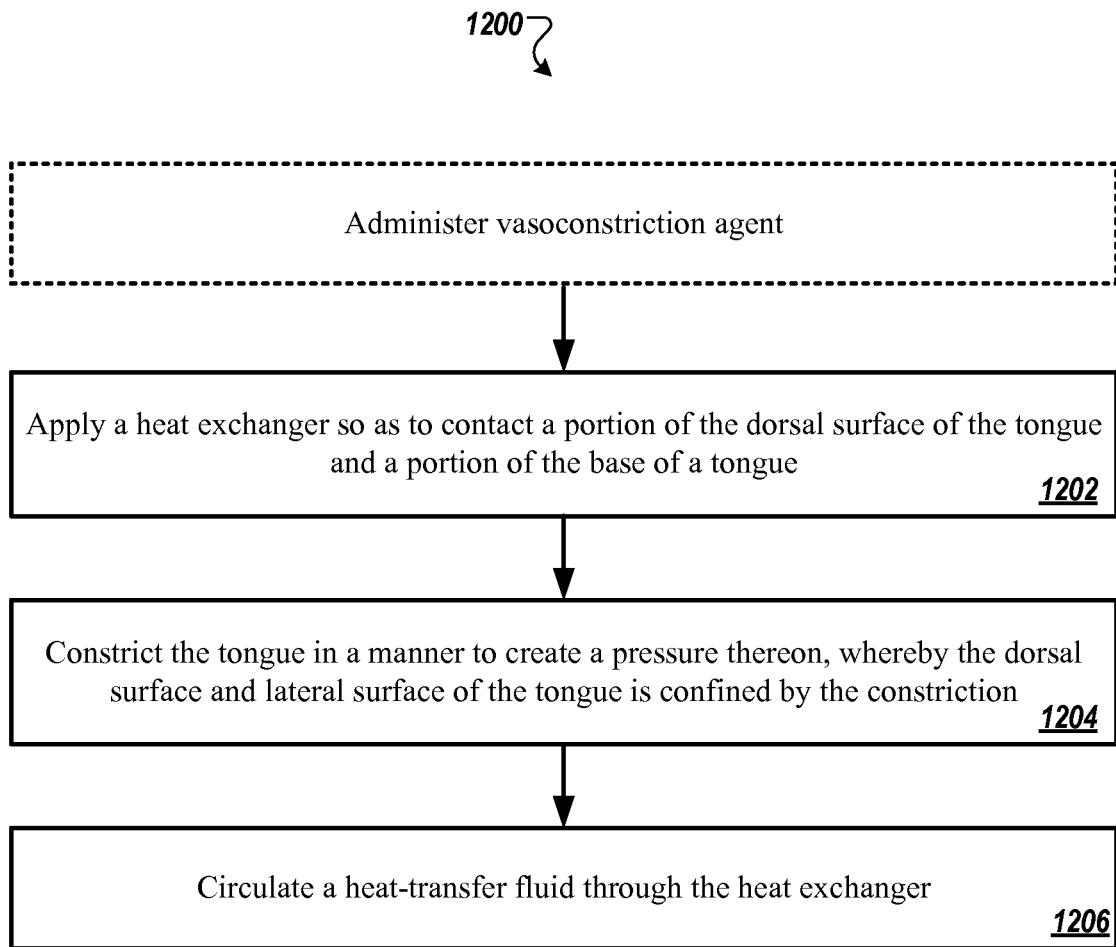 1200
Administer vasoconstriction agent
Apply a heat exchanger so as to contact a portion of the dorsal surface of the tongue
and a portion of the base of a tongue
1202
Constrict the tongue in a manner to create a pressure thereon, whereby the dorsal
surface and lateral surface of the tongue is confined by the constriction
1204
Circulate a heat-transfer fluid through the heat exchanger
1206